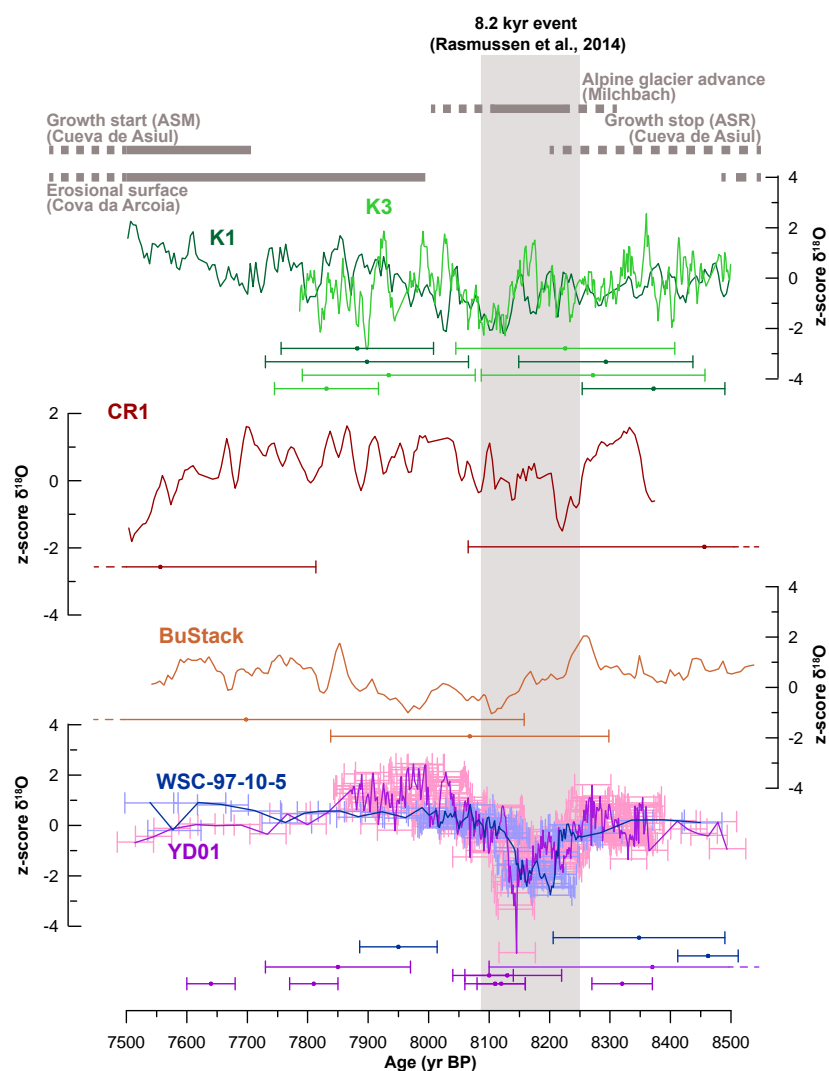 8.2 kyr event
(Rasmussen et al., 2014)
Alpine glacier advance
(Milchbach)
Growth start (ASM)
(Cueva de Asiul)
Growth stop (ASR)
(Cueva de Asiul)
Erosional surface
(Cova da Arcoia)
K3
K1
4
2
0
-2
-4
z-score δ¹⁸O
CR1
2
0
-2
-4
z-score δ¹⁸O
BuStack
4
2
0
-2
-4
z-score δ¹⁸O
WSC-97-10-5
YD01
4
2
0
-2
-4
z-score δ¹⁸O
7500 7600 7700 7800 7900 8000 8100 8200 8300 8400 8500
Age (yr BP)